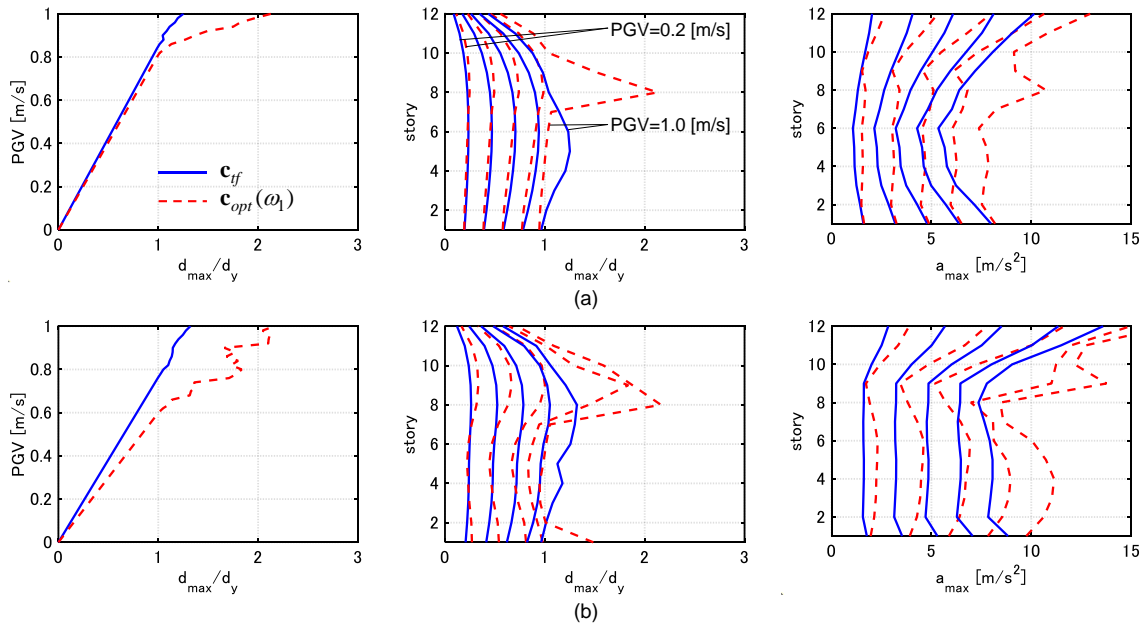 1
0.8
0.6
0.4
0.2
0
PGV [m/s]
c_tf
c_opt(ω_1)
0 1 2 3
d_max/d_y
12
10
8
6
4
2
story
PGV=0.2 [m/s]
PGV=1.0 [m/s]
0 1 2 3
d_max/d_y
12
10
8
6
4
2
story
0 5 10 15
a_max [m/s²]
(a)
1
0.8
0.6
0.4
0.2
0
PGV [m/s]
0 1 2 3
d_max/d_y
12
10
8
6
4
2
story
0 1 2 3
d_max/d_y
12
10
8
6
4
2
story
0 5 10 15
a_max [m/s²]
(b)